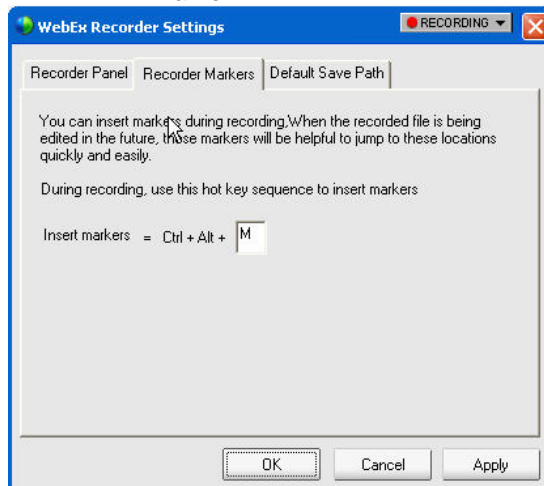 WebEx Recorder Settings
RECORDING
Recorder Panel Recorder Markers Default Save Path
You can insert markers during recording,When the recorded file is being
edited in the future, those markers will be helpful to jump to these locations
quickly and easily.
During recording, use this hot key sequence to insert markers
Insert markers = Ctrl + Alt + M
OK Cancel Apply